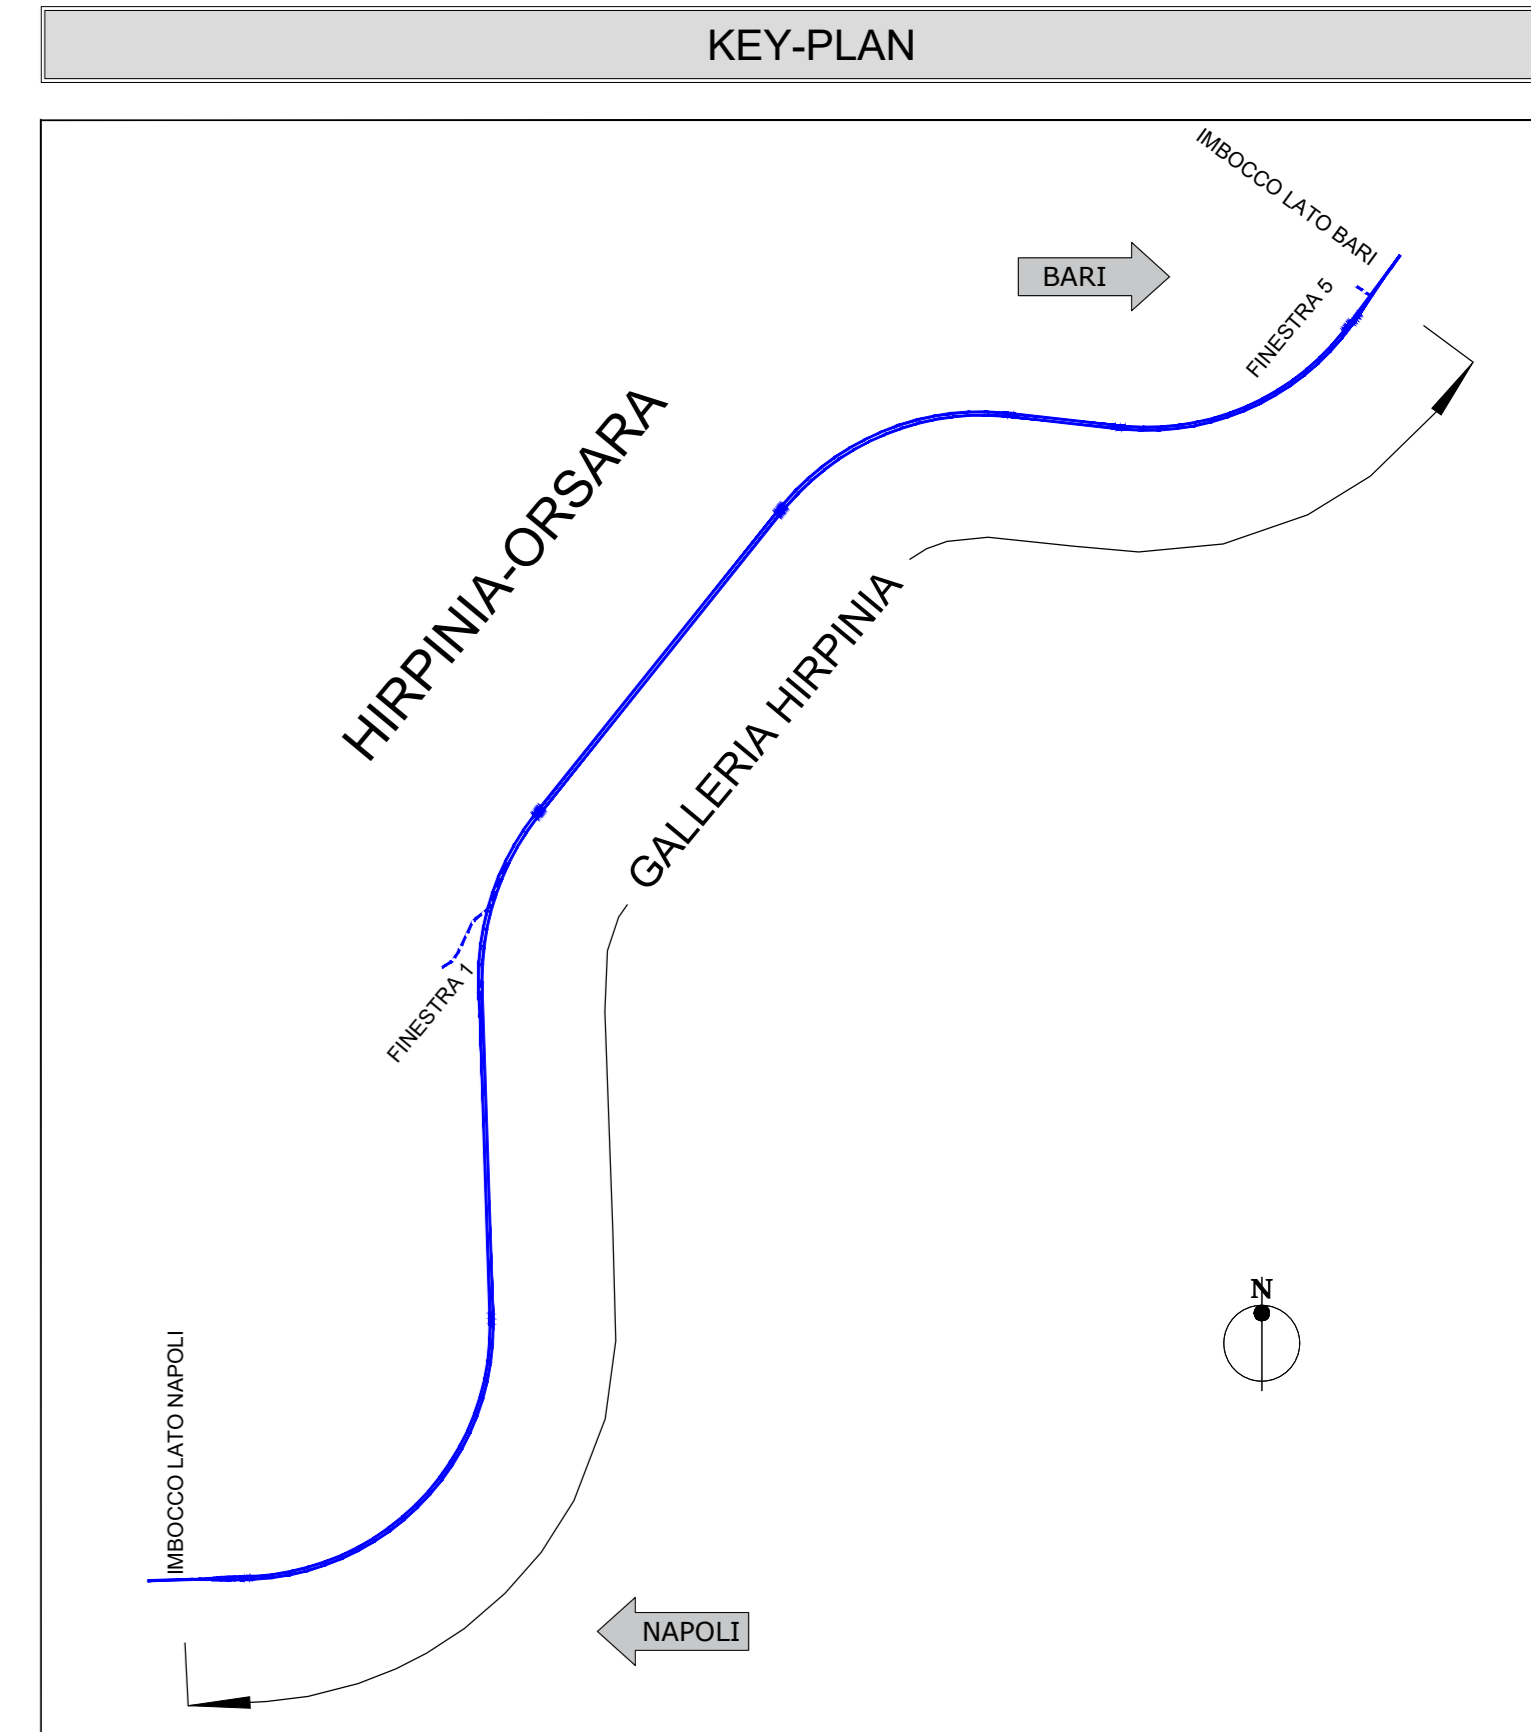 KEY-PLAN
IMBOCCO LATO BARI
BARI
FINESTRA 5
HIRPINIA-ORSARA
GALLERIA HIRPINIA
FINESTRA 1
N
IMBOCCO LATO NAPOLI
NAPOLI